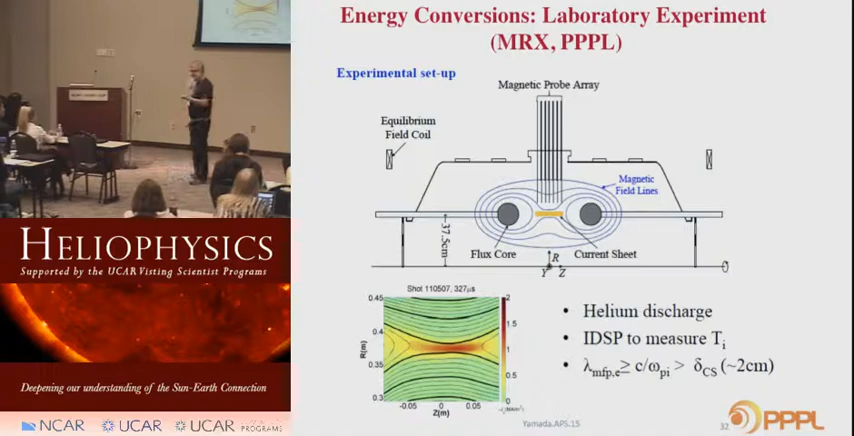 Energy Conversions: Laboratory Experiment
(MRX, PPPL)
Experimental set-up
Magnetic Probe Array
Equilibrium
Field Coil
Magnetic
Field Lines
37.5cm
Flux Core
Current Sheet
R
Y
Z
Shot 110507, 327μs
0.45
0.4
0.35
0.3
R(m)
-0.05
0
0.05
Z(m)
2
1.5
1
0.5
0
• Helium discharge
• IDSP to measure Ti
• λmfp,e ≥ c/ωpi > δCS (~2cm)
Yamada.APS.15
32
PPPL
HELIOPHYSICS
Supported by the UCAR Visting Scientist Programs
Deepening our understanding of the Sun-Earth Connection
NCAR
UCAR
UCAR
PROGRAMS